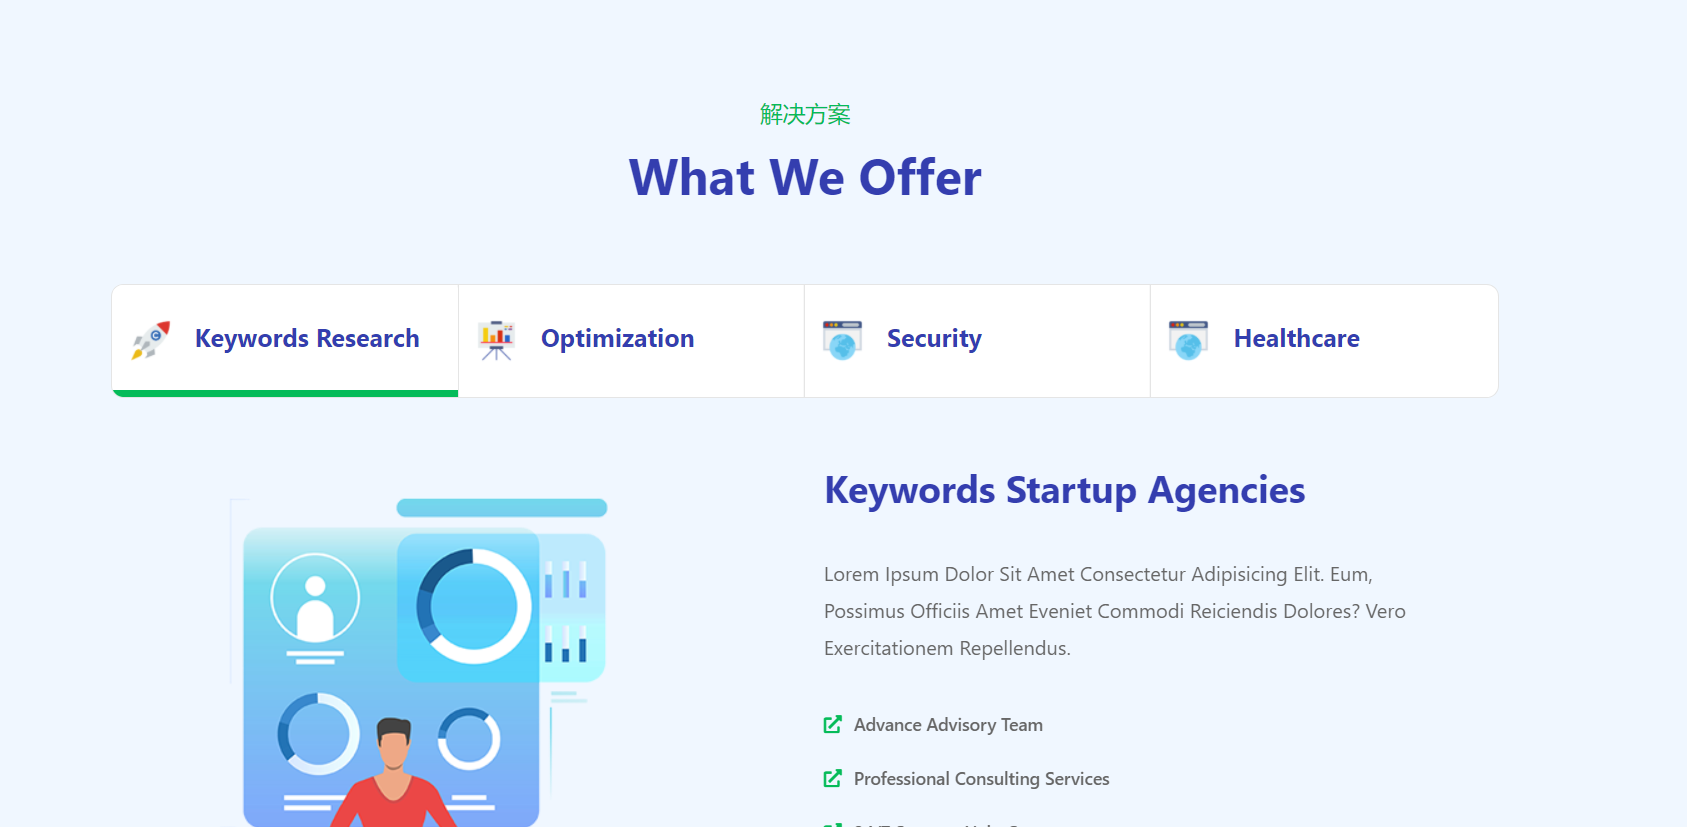 解决方案
What We Offer
Keywords Research
Optimization
Security
Healthcare
Keywords Startup Agencies
Lorem Ipsum Dolor Sit Amet Consectetur Adipisicing Elit. Eum,
Possimus Officiis Amet Eveniet Commodi Reiciendis Dolores? Vero
Exercitationem Repellendus.
Advance Advisory Team
Professional Consulting Services